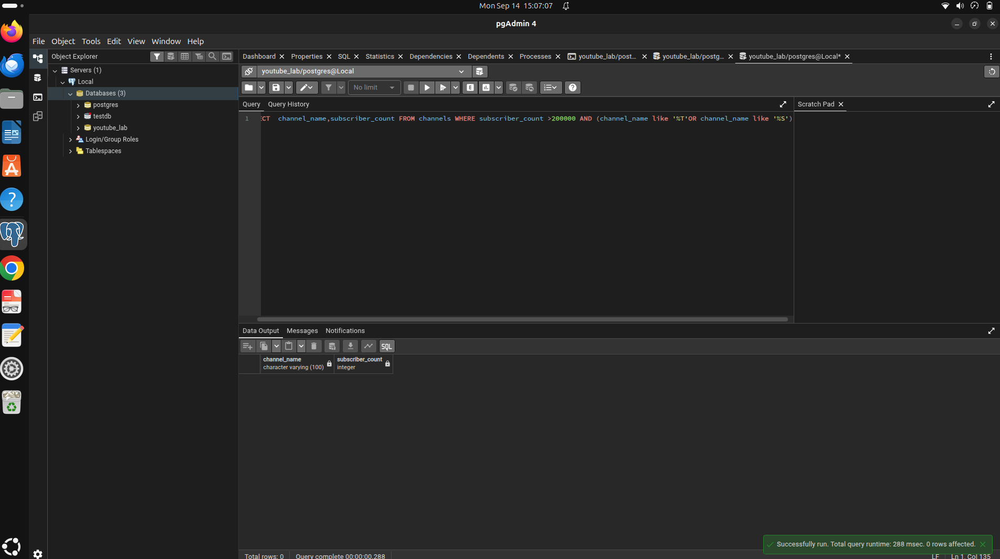 Mon Sep 14 15:07:07
pgAdmin 4
File Object Tools Edit View Window Help
Object Explorer
Dashboard Properties SQL Statistics Dependencies Dependents Processes youtube_lab/post... youtube_lab/postg... youtube_lab/postgres@Local*
Servers (1)
Local
Databases (3)
postgres
testdb
youtube_lab
Login/Group Roles
Tablespaces
youtube_lab/postgres@Local
No limit
E
Query Query History
Scratch Pad
1 ECT channel_name,subscriber_count FROM channels WHERE subscriber_count >200000 AND (channel_name like '%T'OR channel_name like '%S')
Data Output Messages Notifications
SQL
channel_name subscriber_count
character varying (100) integer
Successfully run. Total query runtime: 288 msec. 0 rows affected.
Total rows: 0 Query complete 00:00:00.288 LF Ln 1, Col 135